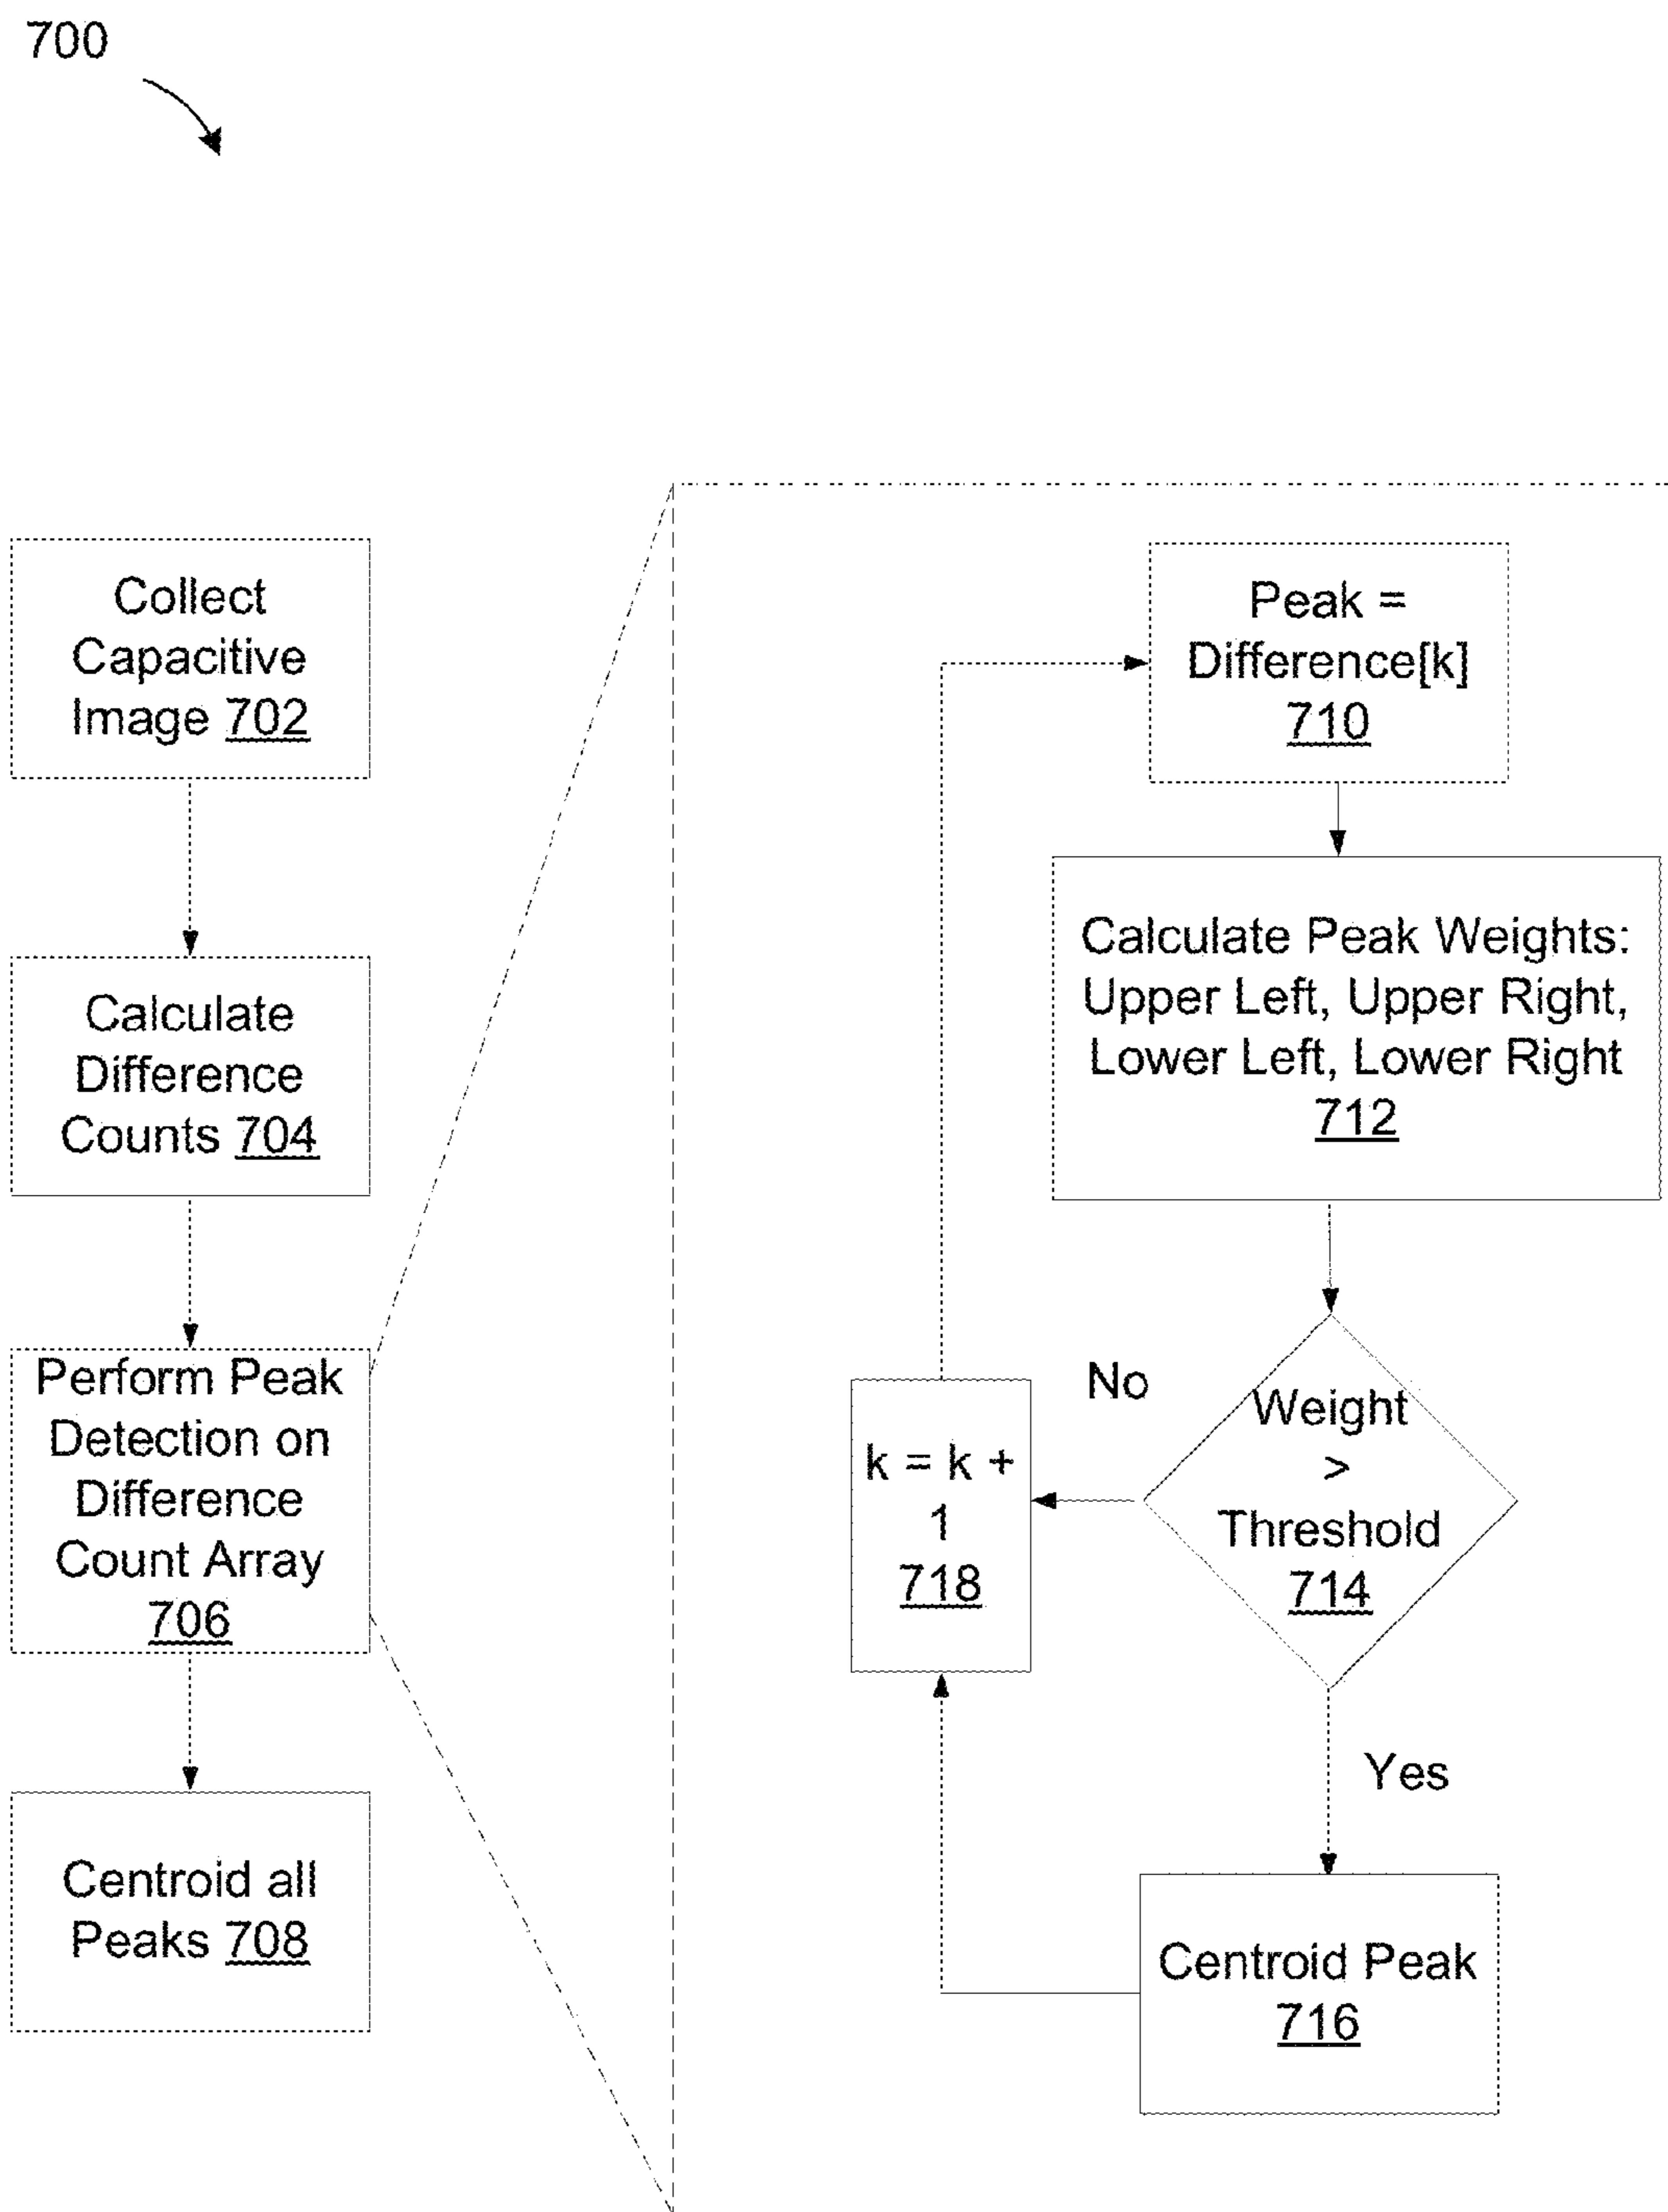 700
Collect
Capacitive
Image 702
Calculate
Difference
Counts 704
Perform Peak
Detection on
Difference
Count Array
706
Centroid all
Peaks 708
Peak =
Difference[k]
710
Calculate Peak Weights:
Upper Left, Upper Right,
Lower Left, Lower Right
712
Weight
>
Threshold
714
No
k = k +
1
718
Yes
Centroid Peak
716